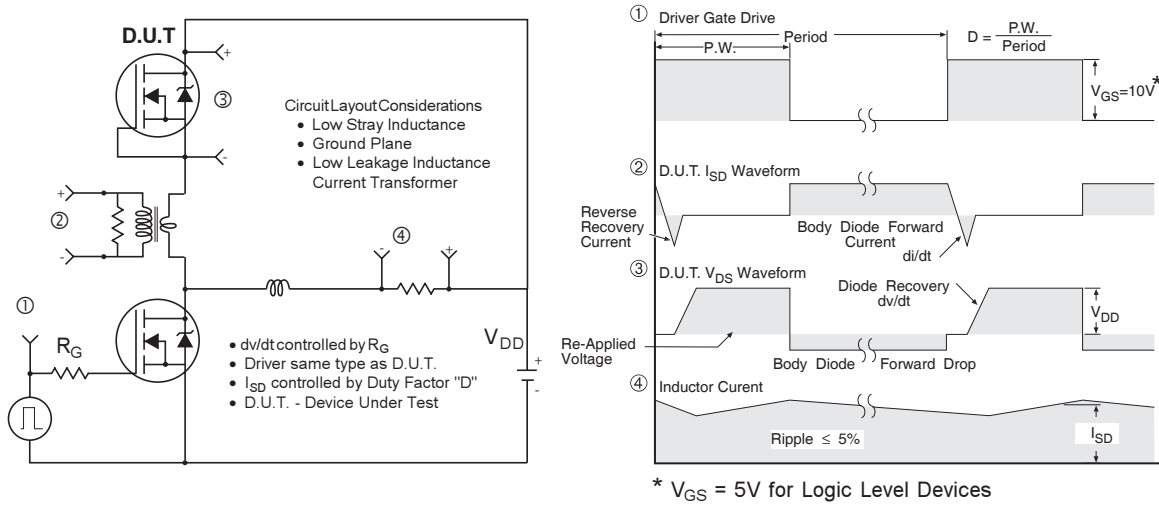 D.U.T
+
③
-
Circuit Layout Considerations
• Low Stray Inductance
• Ground Plane
• Low Leakage Inductance
Current Transformer
+
②
-
④
-
+
①
R_G
V_DD
+
-
• dv/dt controlled by R_G
• Driver same type as D.U.T.
• I_SD controlled by Duty Factor "D"
• D.U.T. - Device Under Test
① Driver Gate Drive
P.W.
Period
D = P.W. / Period
V_GS=10V*
② D.U.T. I_SD Waveform
Reverse
Recovery
Current
Body Diode Forward
Current
di/dt
③ D.U.T. V_DS Waveform
Diode Recovery
dv/dt
V_DD
Re-Applied
Voltage
Body Diode Forward Drop
④ Inductor Curent
Ripple ≤ 5%
I_SD
* V_GS = 5V for Logic Level Devices